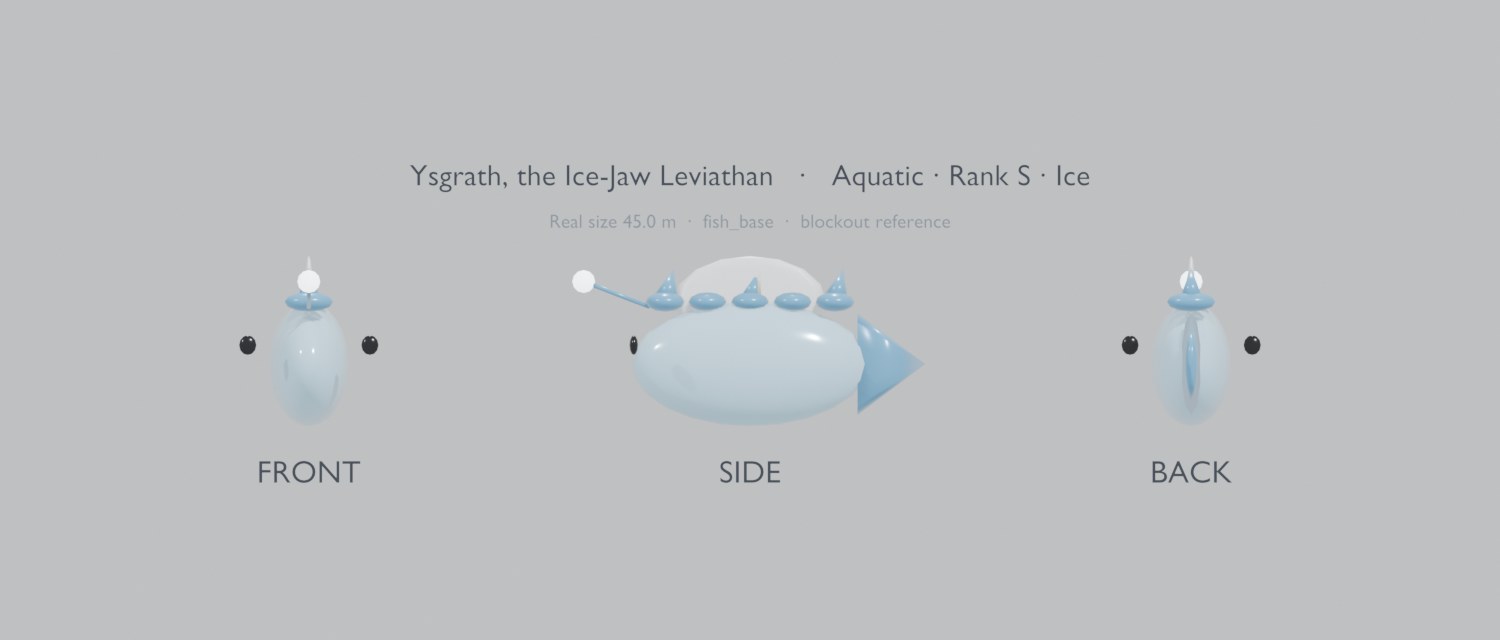 Ysgrath, the Ice-Jaw Leviathan · Aquatic · Rank S · Ice
Real size 45.0 m · fish_base · blockout reference
FRONT
SIDE
BACK